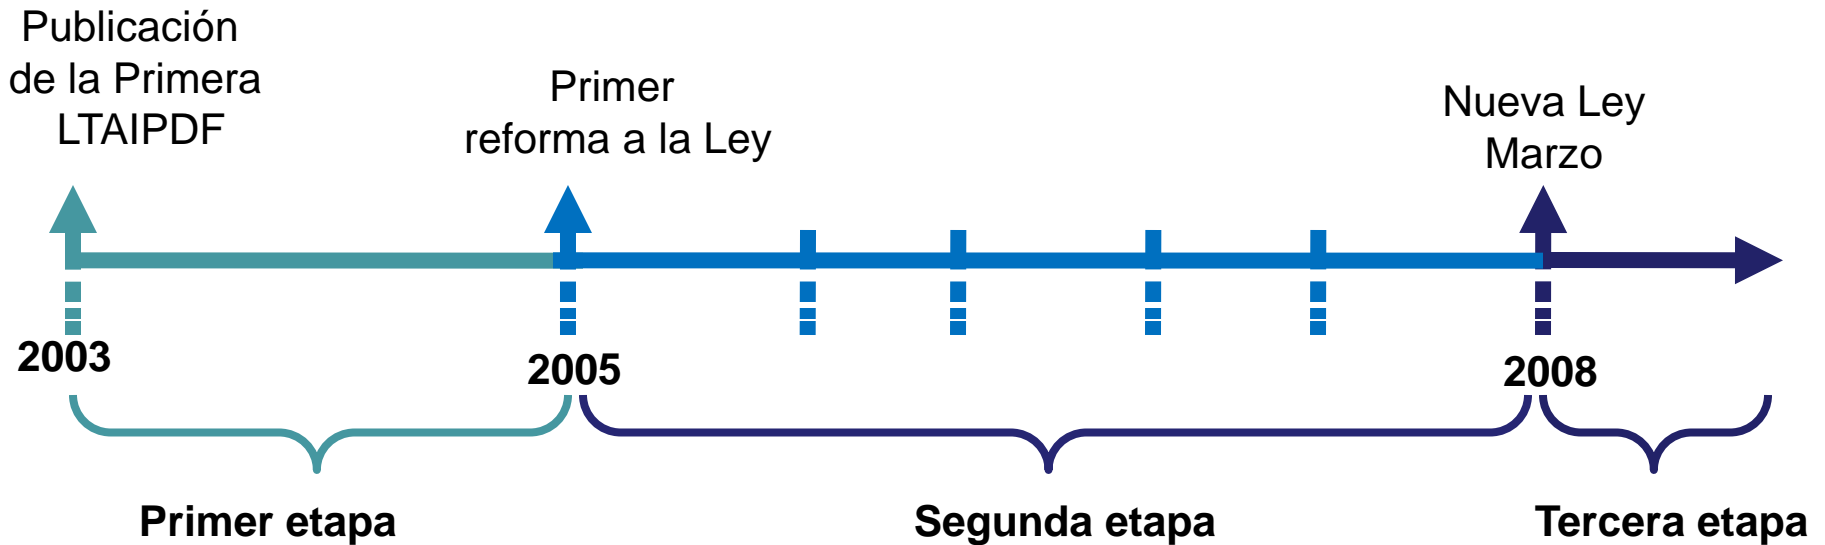 Publicación
de la Primera
LTAIPDF
Primer
reforma a la Ley
Nueva Ley
Marzo
2003
2005
2008
Primer etapa
Segunda etapa
Tercera etapa